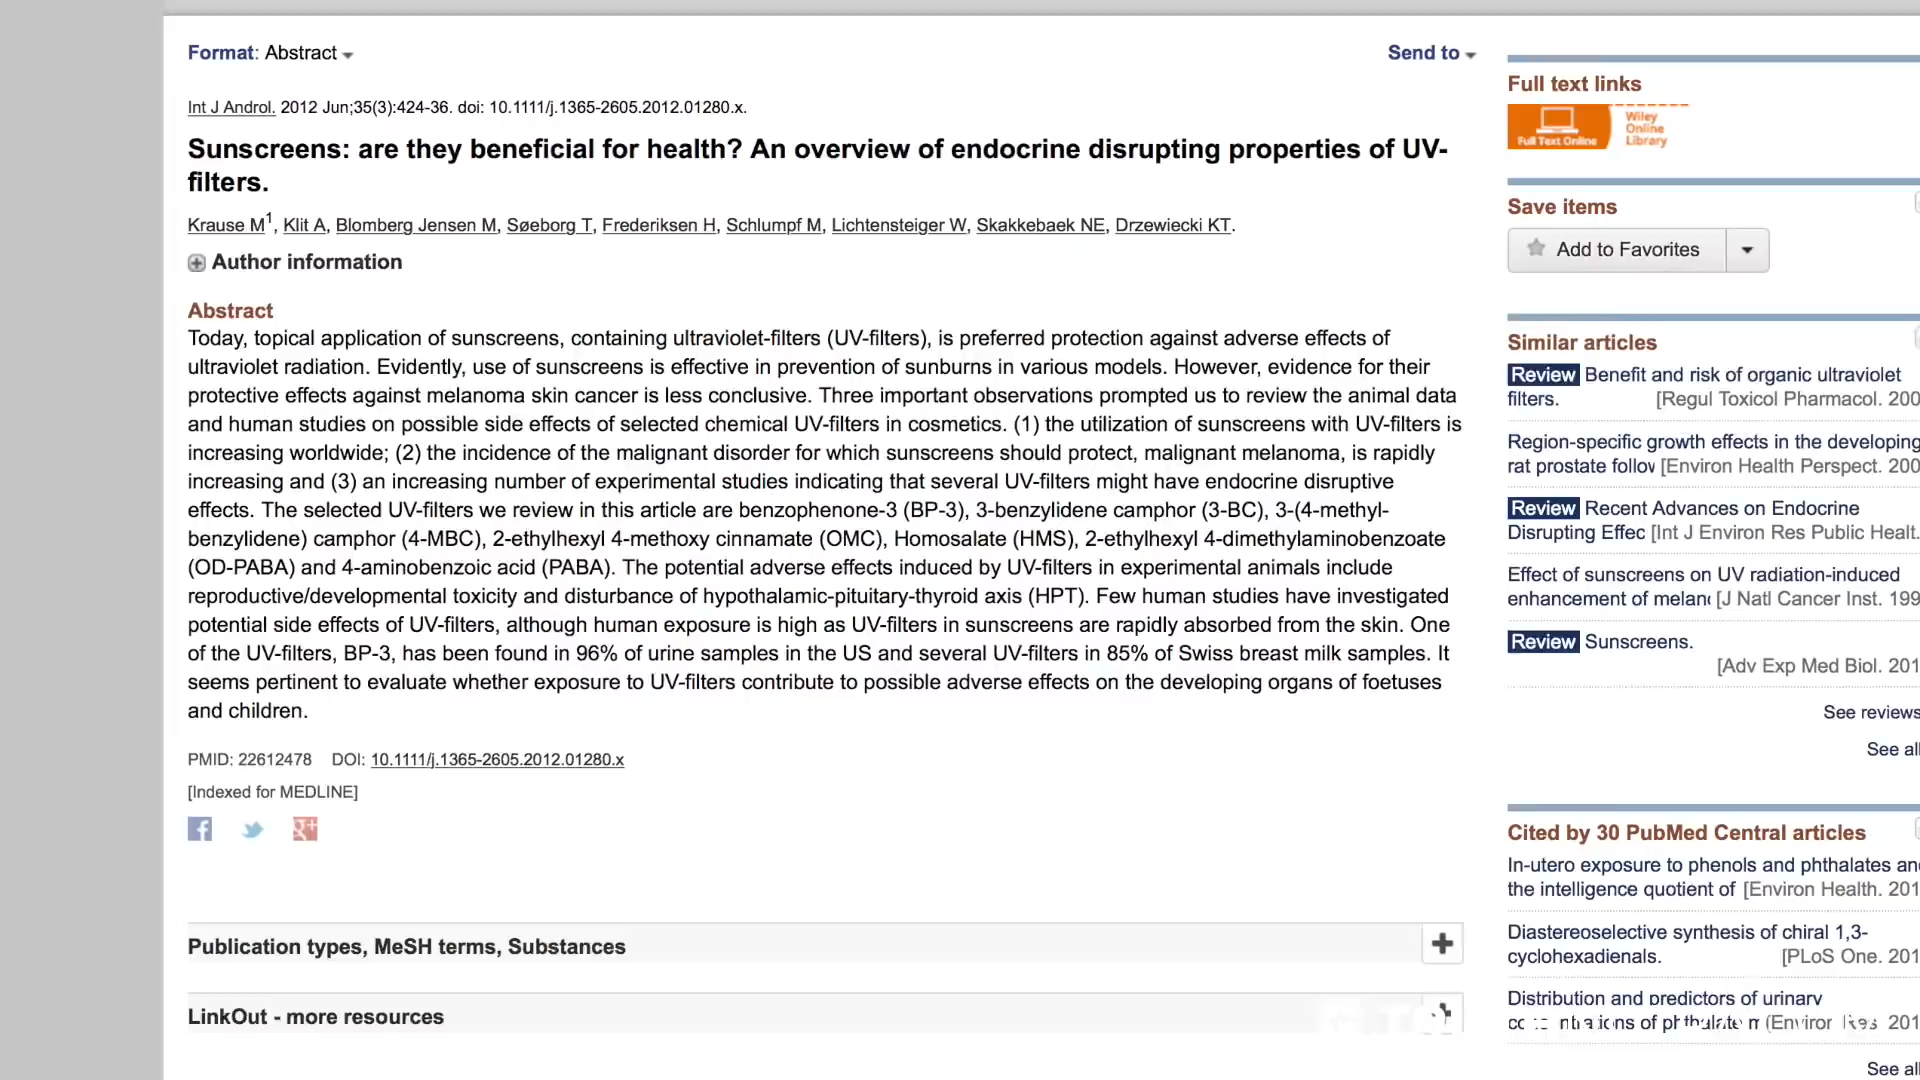 Format: Abstract
Send to
Int J Androl. 2012 Jun;35(3):424-36. doi: 10.1111/j.1365-2605.2012.01280.x.
Sunscreens: are they beneficial for health? An overview of endocrine disrupting properties of UV-
filters.
Krause M1, Klit A, Blomberg Jensen M, Søeborg T, Frederiksen H, Schlumpf M, Lichtensteiger W, Skakkebaek NE, Drzewiecki KT.
Author information
Abstract
Today, topical application of sunscreens, containing ultraviolet-filters (UV-filters), is preferred protection against adverse effects of
ultraviolet radiation. Evidently, use of sunscreens is effective in prevention of sunburns in various models. However, evidence for their
protective effects against melanoma skin cancer is less conclusive. Three important observations prompted us to review the animal data
and human studies on possible side effects of selected chemical UV-filters in cosmetics. (1) the utilization of sunscreens with UV-filters is
increasing worldwide; (2) the incidence of the malignant disorder for which sunscreens should protect, malignant melanoma, is rapidly
increasing and (3) an increasing number of experimental studies indicating that several UV-filters might have endocrine disruptive
effects. The selected UV-filters we review in this article are benzophenone-3 (BP-3), 3-benzylidene camphor (3-BC), 3-(4-methyl-
benzylidene) camphor (4-MBC), 2-ethylhexyl 4-methoxy cinnamate (OMC), Homosalate (HMS), 2-ethylhexyl 4-dimethylaminobenzoate
(OD-PABA) and 4-aminobenzoic acid (PABA). The potential adverse effects induced by UV-filters in experimental animals include
reproductive/developmental toxicity and disturbance of hypothalamic-pituitary-thyroid axis (HPT). Few human studies have investigated
potential side effects of UV-filters, although human exposure is high as UV-filters in sunscreens are rapidly absorbed from the skin. One
of the UV-filters, BP-3, has been found in 96% of urine samples in the US and several UV-filters in 85% of Swiss breast milk samples. It
seems pertinent to evaluate whether exposure to UV-filters contribute to possible adverse effects on the developing organs of foetuses
and children.
PMID: 22612478 DOI: 10.1111/j.1365-2605.2012.01280.x
[Indexed for MEDLINE]
Publication types, MeSH terms, Substances
LinkOut - more resources
Full text links
Full Text Online
Wiley
Online
Library
Save items
Add to Favorites
Similar articles
Review Benefit and risk of organic ultraviolet
filters. [Regul Toxicol Pharmacol. 200
Region-specific growth effects in the developing
rat prostate follow [Environ Health Perspect. 200
Review Recent Advances on Endocrine
Disrupting Effec [Int J Environ Res Public Healt.
Effect of sunscreens on UV radiation-induced
enhancement of melan [J Natl Cancer Inst. 199
Review Sunscreens.
[Adv Exp Med Biol. 201
See reviews
See all
Cited by 30 PubMed Central articles
In-utero exposure to phenols and phthalates an
the intelligence quotient of [Environ Health. 201
Diastereoselective synthesis of chiral 1,3-
cyclohexadienals. [PLoS One. 201
Distribution and predictors of urinary
concentrations of phthalate m [Environ Res 201
See all